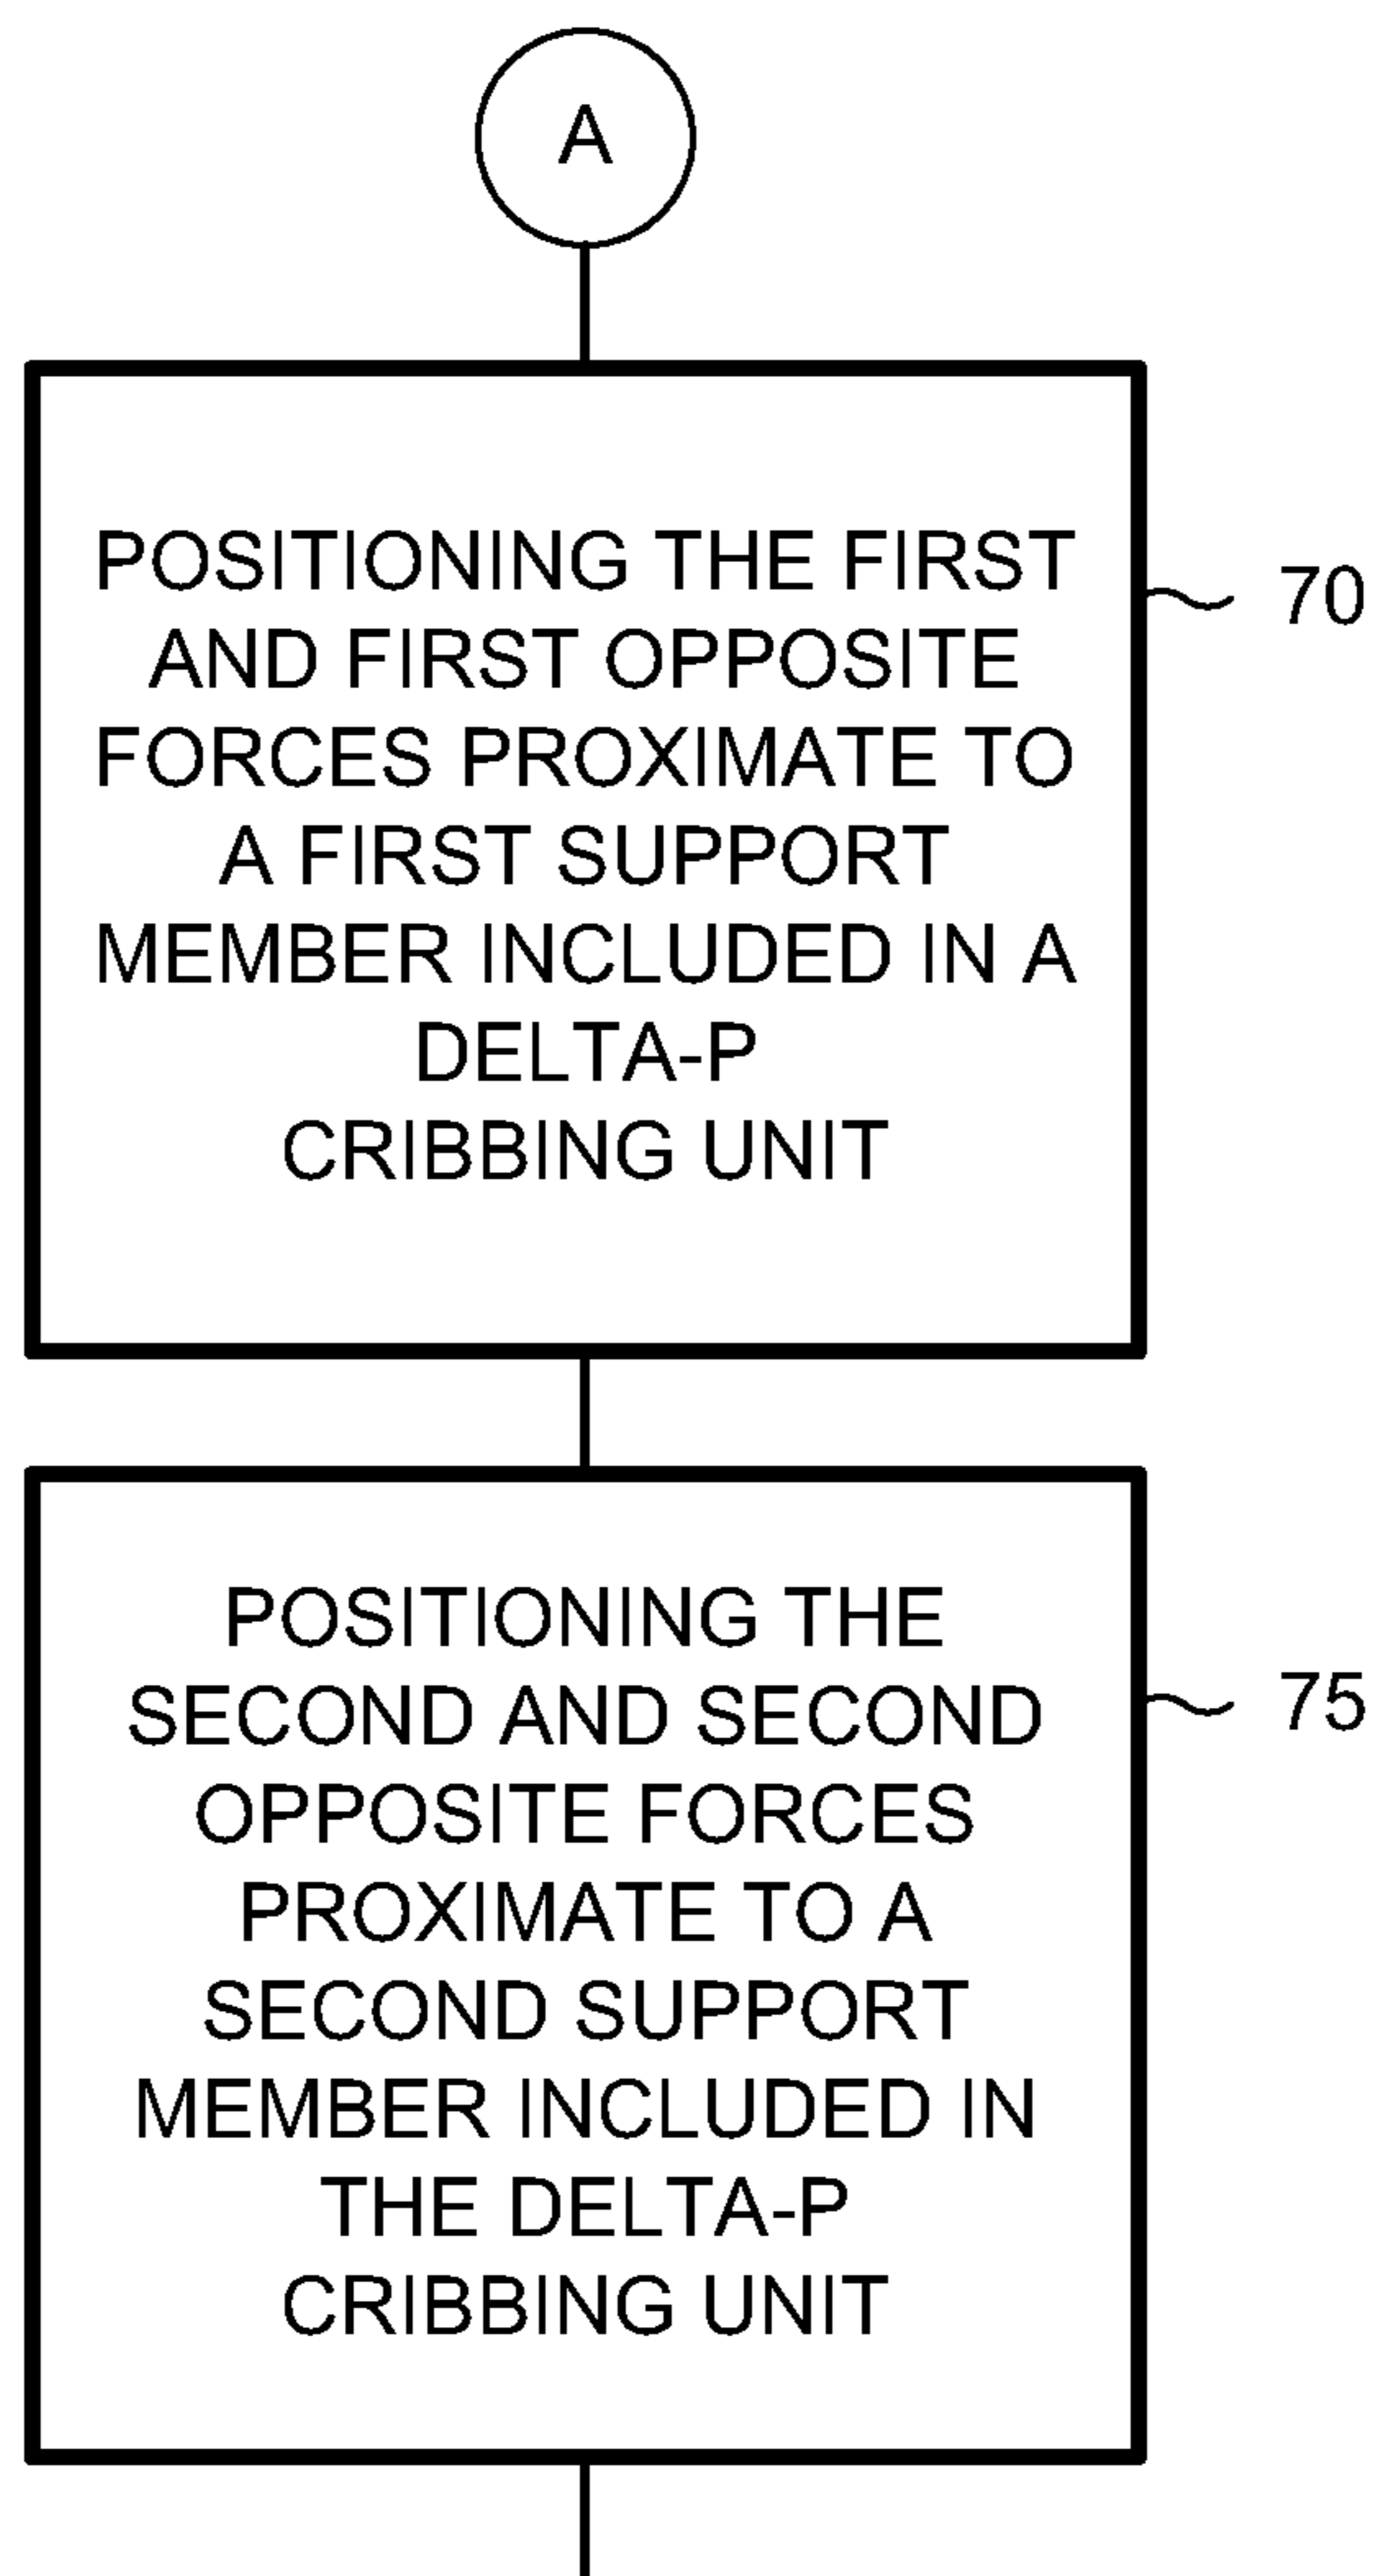 A
POSITIONING THE FIRST
AND FIRST OPPOSITE
FORCES PROXIMATE TO
A FIRST SUPPORT
MEMBER INCLUDED IN A
DELTA-P
CRIBBING UNIT
70
POSITIONING THE
SECOND AND SECOND
OPPOSITE FORCES
PROXIMATE TO A
SECOND SUPPORT
MEMBER INCLUDED IN
THE DELTA-P
CRIBBING UNIT
75